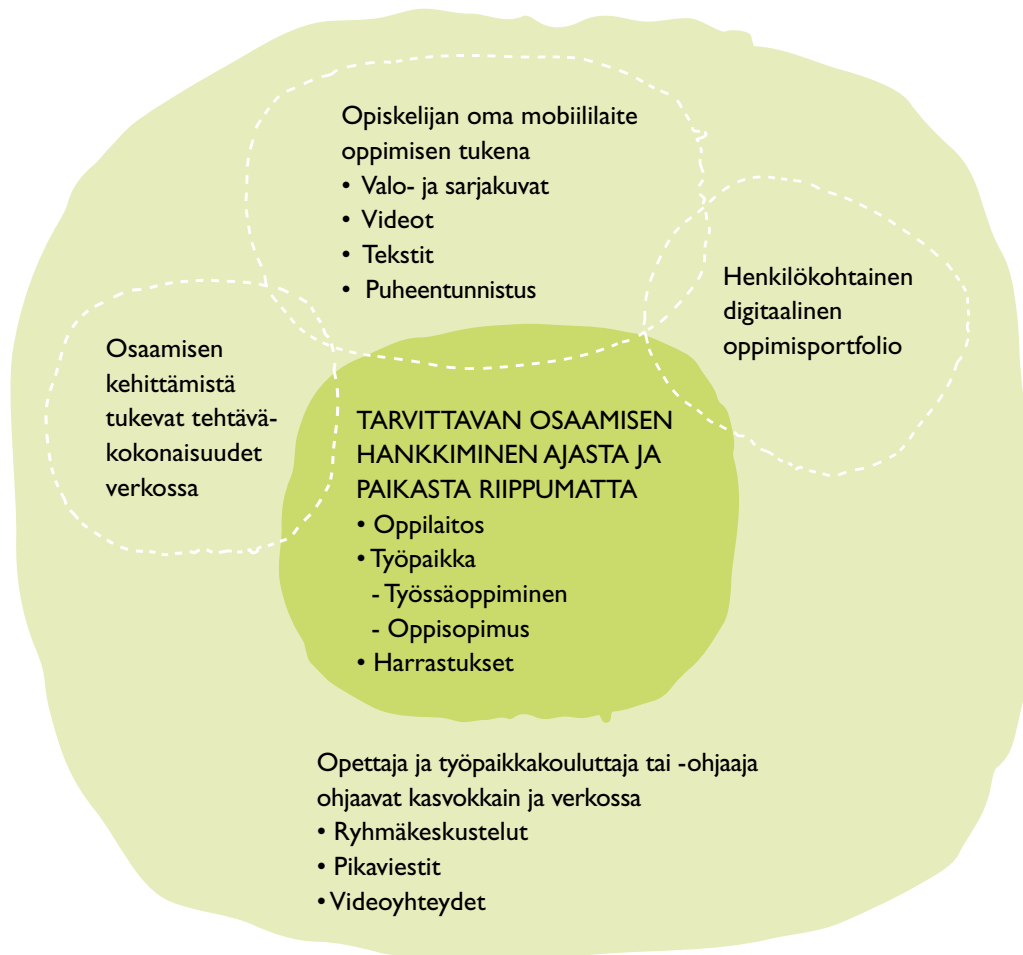 Opiskelijan oma mobiililaite
oppimisen tukena
• Valo- ja sarjakuvat
• Videot
• Tekstit
• Puheentunnistus
Henkilökohtainen
digitaalinen
oppimisportfolio
Osaamisen
kehittämistä
tukevat tehtävä-
kokonaisuudet
verkossa
TARVITTAVAN OSAAMISEN
HANKKIMINEN AJASTA JA
PAIKASTA RIIPPUMATTA
• Oppilaitos
• Työpaikka
- Työssäoppiminen
- Oppisopimus
• Harrastukset
Opettaja ja työpaikkakouluttaja tai -ohjaaja
ohjaavat kasvokkain ja verkossa
• Ryhmäkeskustelut
• Pikaviestit
• Videoyhteydet